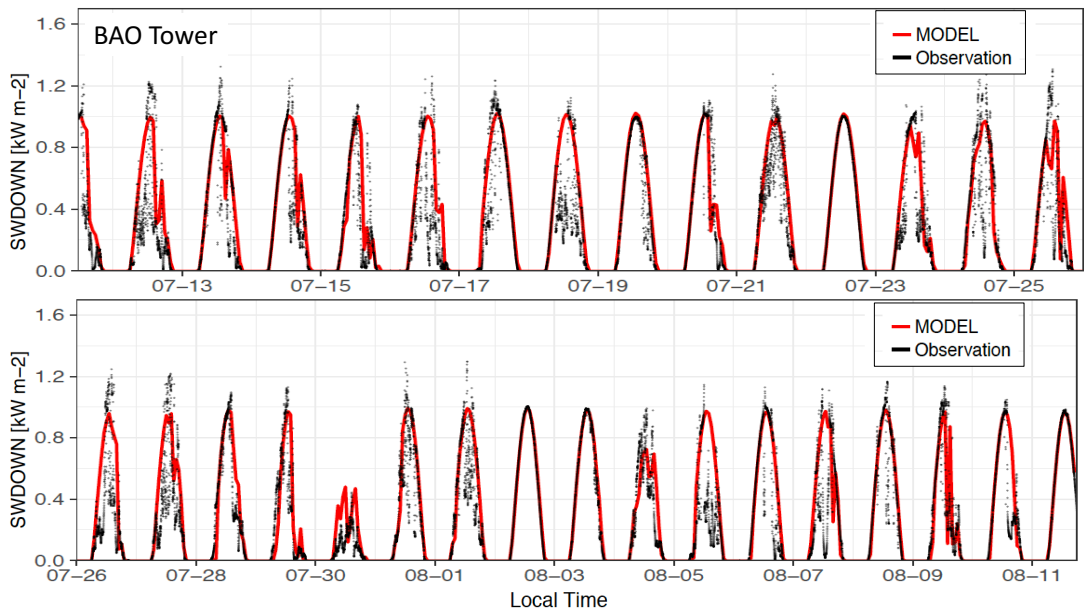 BAO Tower
MODEL
Observation
SWDOWN [kW m−2]
1.6
1.2
0.8
0.4
0.0
07−13 07−15 07−17 07−19 07−21 07−23 07−25
MODEL
Observation
SWDOWN [kW m−2]
1.6
1.2
0.8
0.4
0.0
07−26 07−28 07−30 08−01 08−03 08−05 08−07 08−09 08−11
Local Time